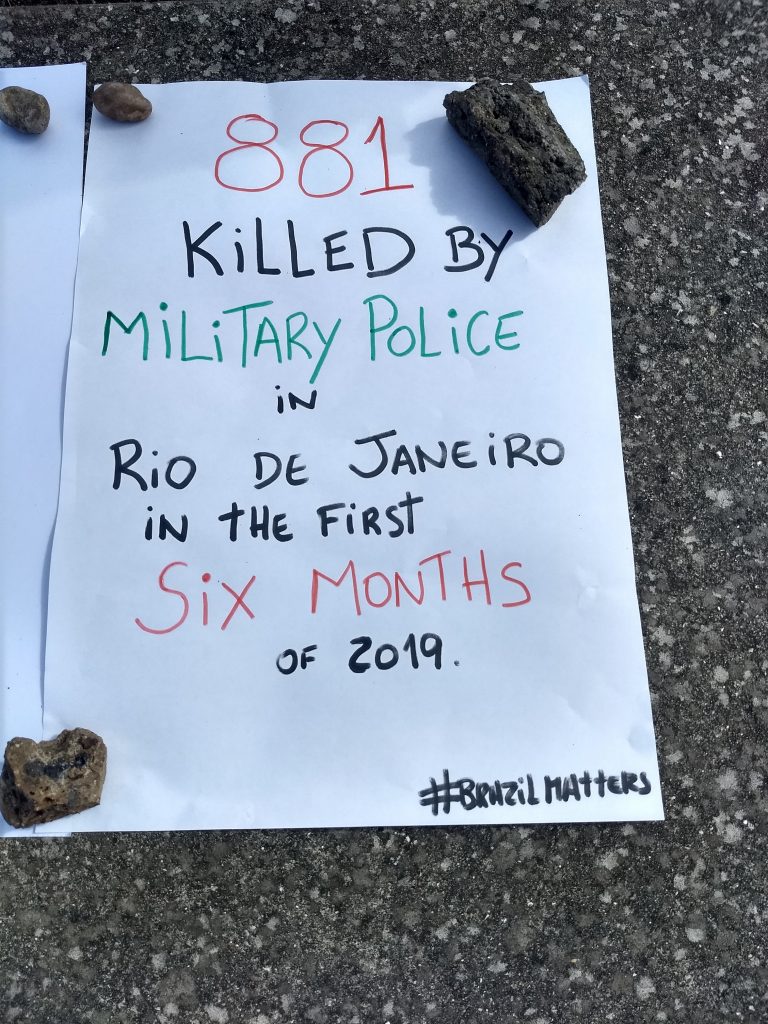 881
KiLLED BY
MiLiTARY POLiCE
iN
RiO DE JANEiRO
iN tHE FiRST
SiX MONTHS
OF 2019.
#BRAZiLMAttERS